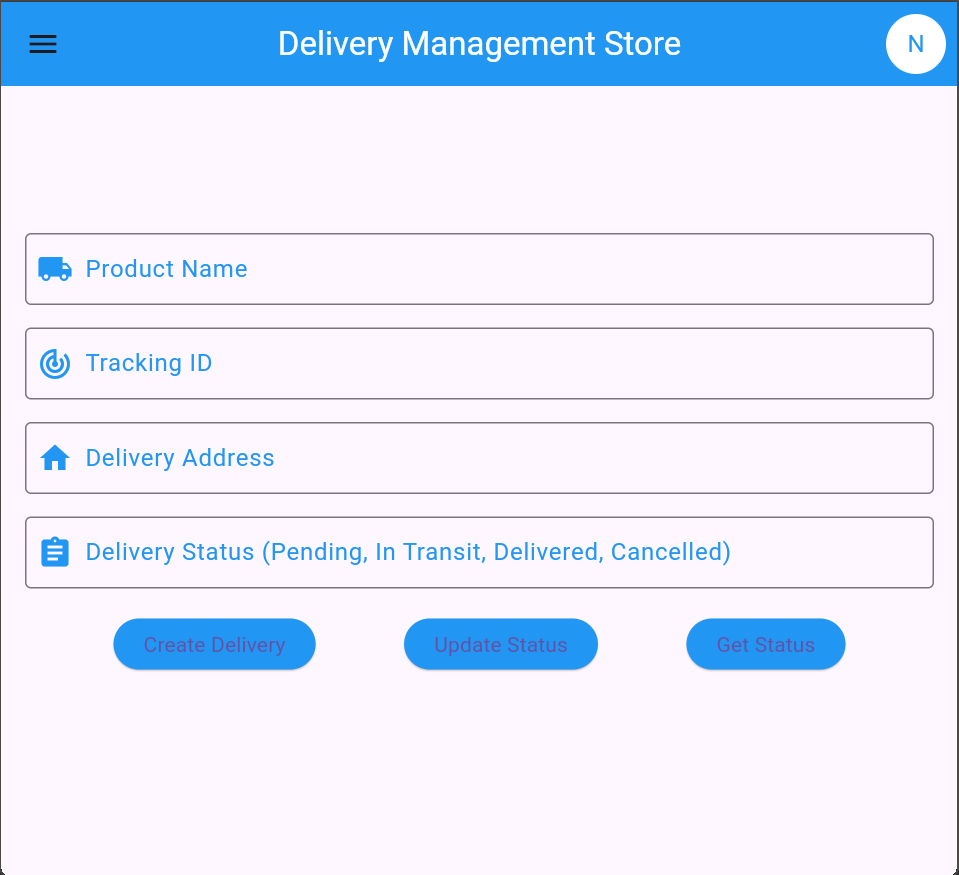 Delivery Management Store
N
Product Name
Tracking ID
Delivery Address
Delivery Status (Pending, In Transit, Delivered, Cancelled)
Create Delivery
Update Status
Get Status